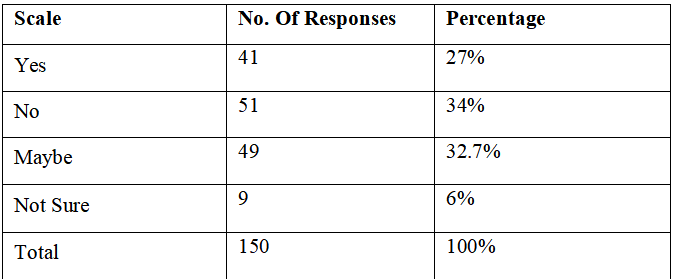 Scale No. Of Responses Percentage
Yes 41 27%
No 51 34%
Maybe 49 32.7%
Not Sure 9 6%
Total 150 100%